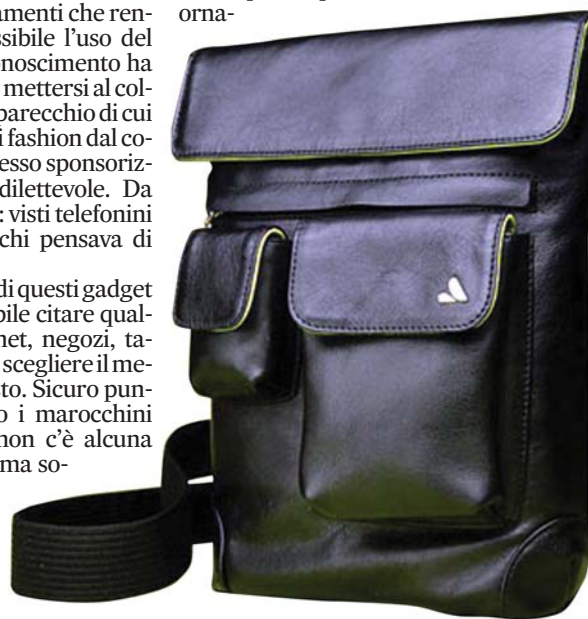 amenti che ren-
ssibile l'uso del
onoscimento ha
mettersi al col-
parecchio di cui
i fashion dal co-
esso sponsoriz-
dilettevole. Da
: visti telefonini
chi pensava di
di questi gadget
bile citare qual-
net, negozi, ta-
scegliere il me-
sto. Sicuro pun-
o i marocchini
non c'è alcuna
ma so-
orna-